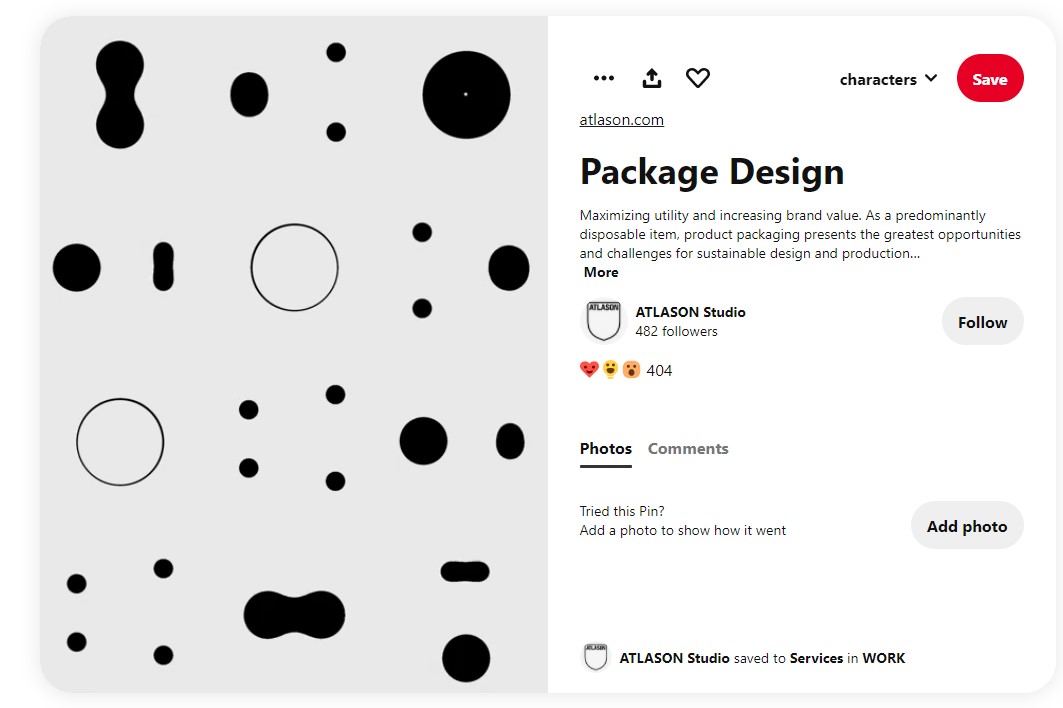 characters
Save
atlason.com
Package Design
Maximizing utility and increasing brand value. As a predominantly
disposable item, product packaging presents the greatest opportunities
and challenges for sustainable design and production...
More
ATLASON
ATLASON Studio
482 followers
Follow
404
Photos Comments
Tried this Pin?
Add a photo to show how it went
Add photo
ATLASON
ATLASON Studio saved to Services in WORK